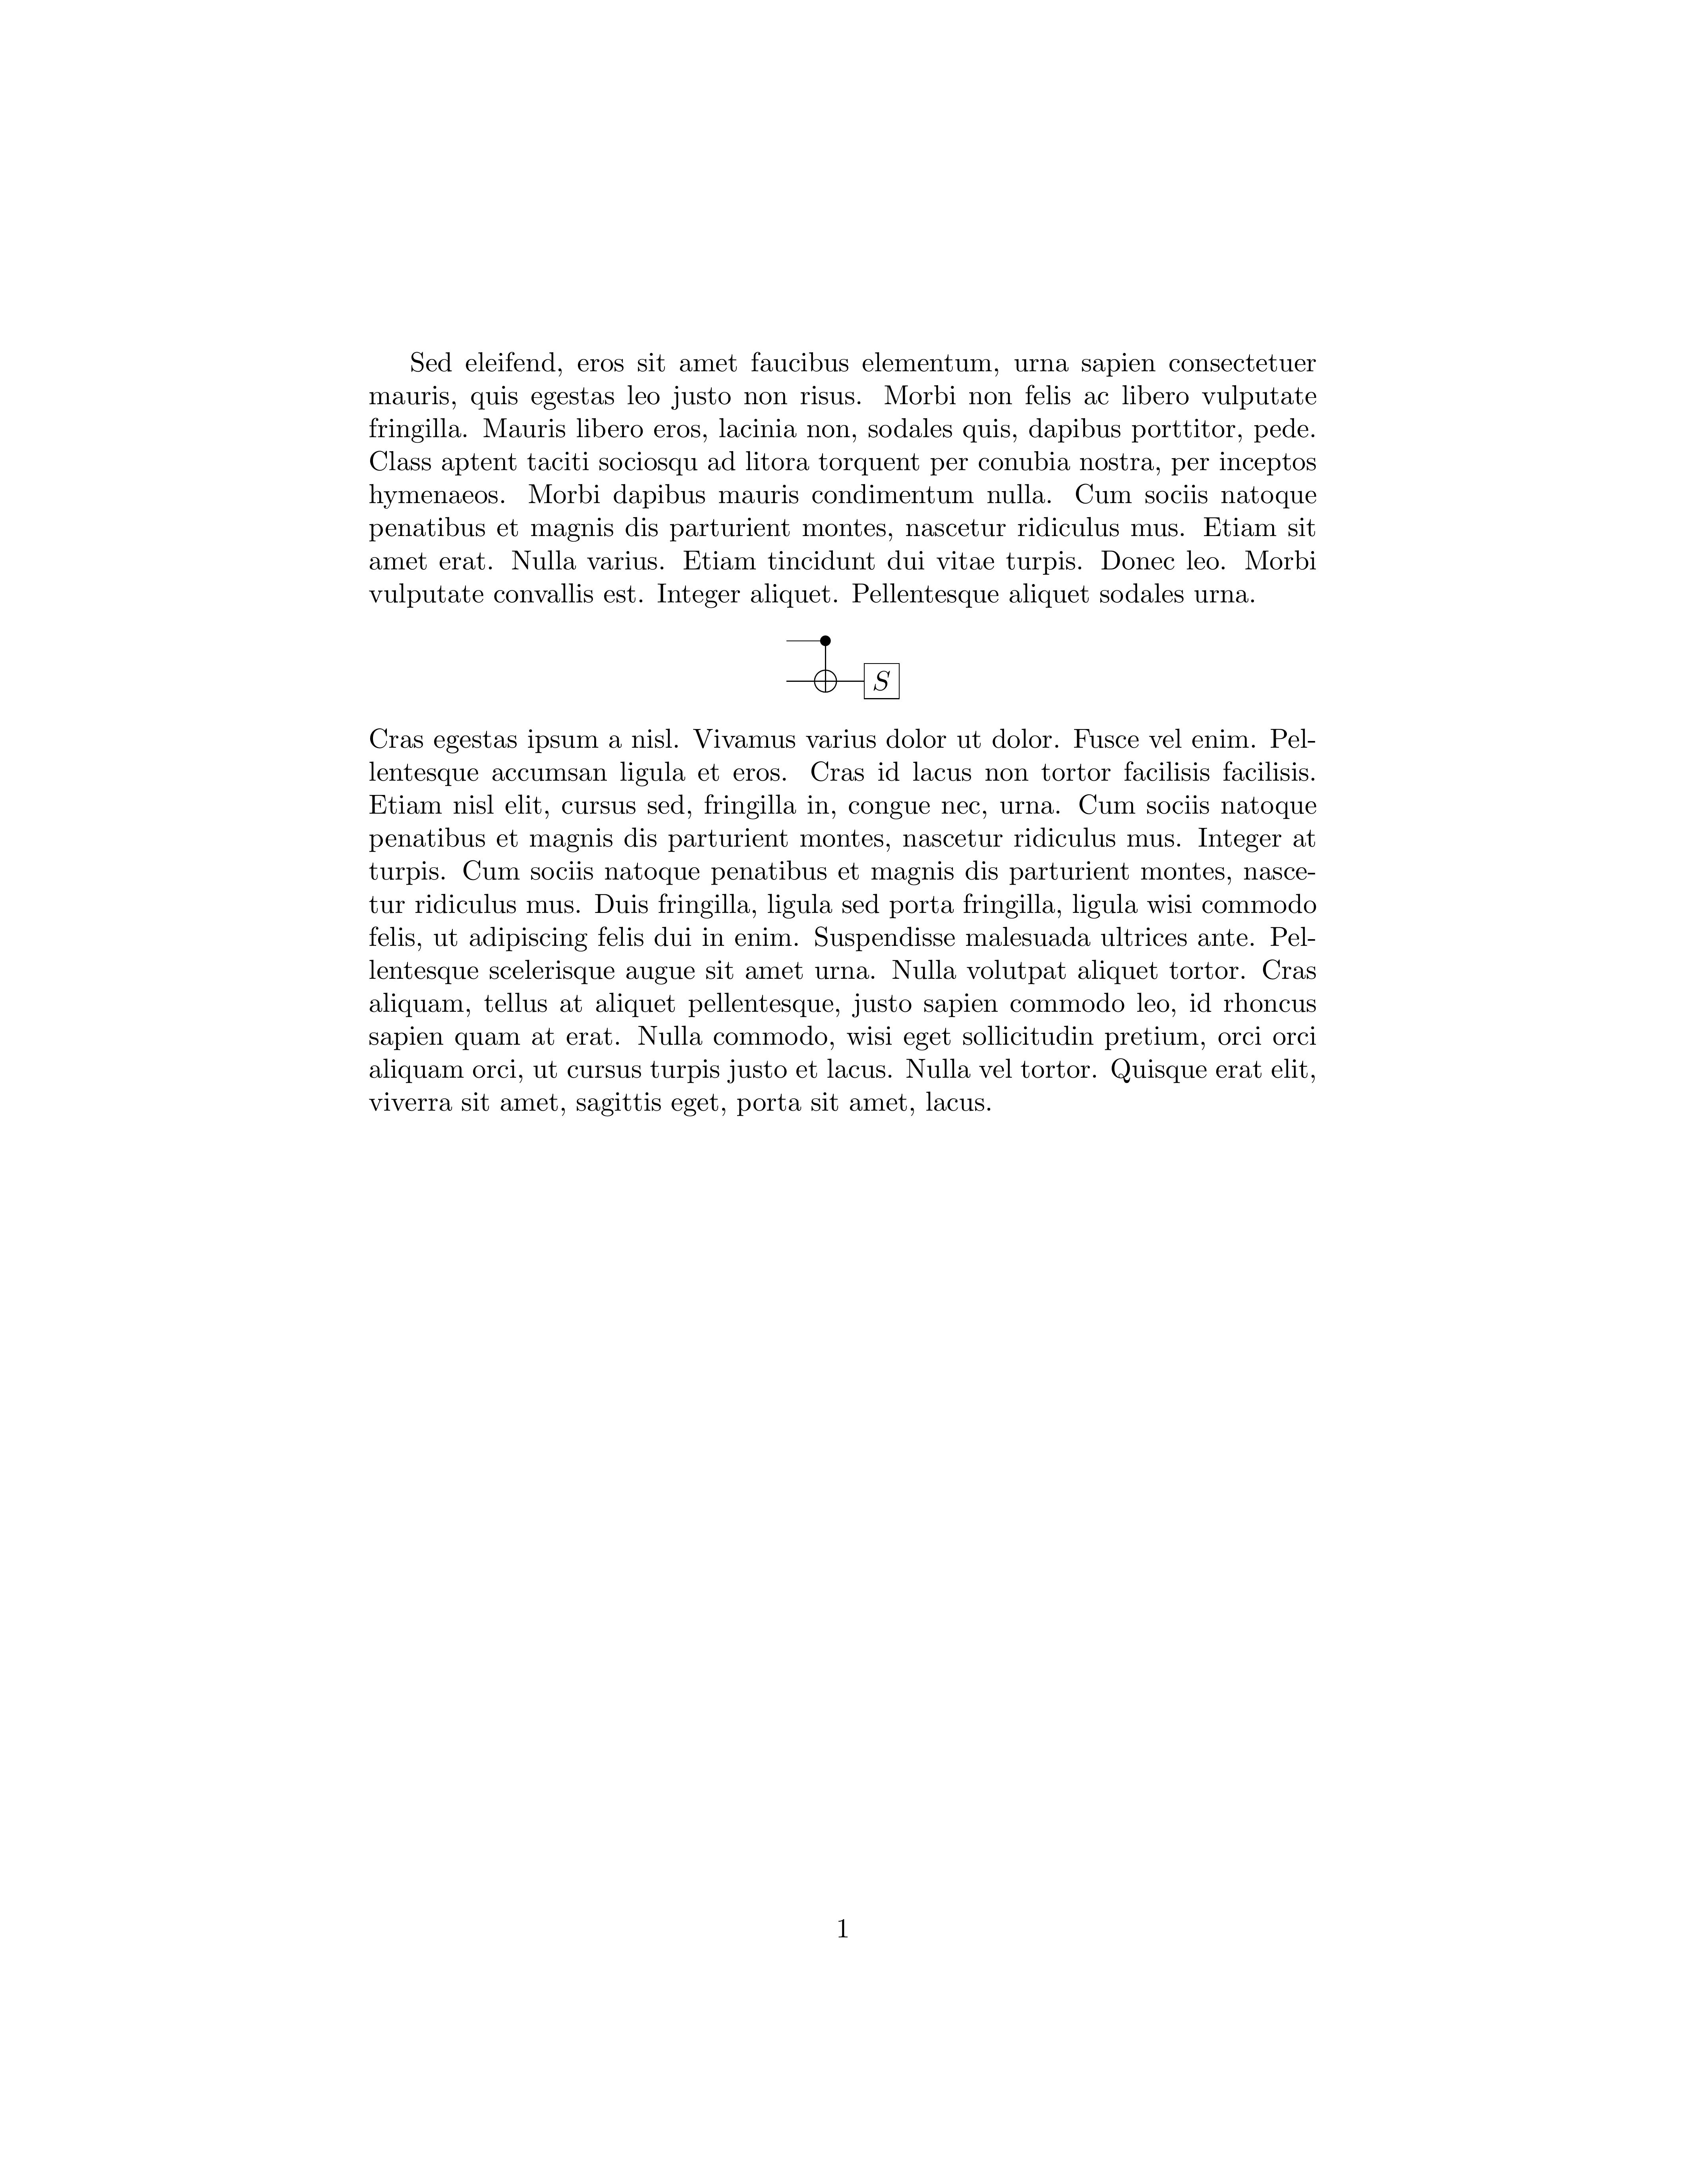 Sed eleifend, eros sit amet faucibus elementum, urna sapien consectetuer
mauris, quis egestas leo justo non risus. Morbi non felis ac libero vulputate
fringilla. Mauris libero eros, lacinia non, sodales quis, dapibus porttitor, pede.
Class aptent taciti sociosqu ad litora torquent per conubia nostra, per inceptos
hymenaeos. Morbi dapibus mauris condimentum nulla. Cum sociis natoque
penatibus et magnis dis parturient montes, nascetur ridiculus mus. Etiam sit
amet erat. Nulla varius. Etiam tincidunt dui vitae turpis. Donec leo. Morbi
vulputate convallis est. Integer aliquet. Pellentesque aliquet sodales urna.
S
Cras egestas ipsum a nisl. Vivamus varius dolor ut dolor. Fusce vel enim. Pel-
lentesque accumsan ligula et eros. Cras id lacus non tortor facilisis facilisis.
Etiam nisl elit, cursus sed, fringilla in, congue nec, urna. Cum sociis natoque
penatibus et magnis dis parturient montes, nascetur ridiculus mus. Integer at
turpis. Cum sociis natoque penatibus et magnis dis parturient montes, nasce-
tur ridiculus mus. Duis fringilla, ligula sed porta fringilla, ligula wisi commodo
felis, ut adipiscing felis dui in enim. Suspendisse malesuada ultrices ante. Pel-
lentesque scelerisque augue sit amet urna. Nulla volutpat aliquet tortor. Cras
aliquam, tellus at aliquet pellentesque, justo sapien commodo leo, id rhoncus
sapien quam at erat. Nulla commodo, wisi eget sollicitudin pretium, orci orci
aliquam orci, ut cursus turpis justo et lacus. Nulla vel tortor. Quisque erat elit,
viverra sit amet, sagittis eget, porta sit amet, lacus.
1